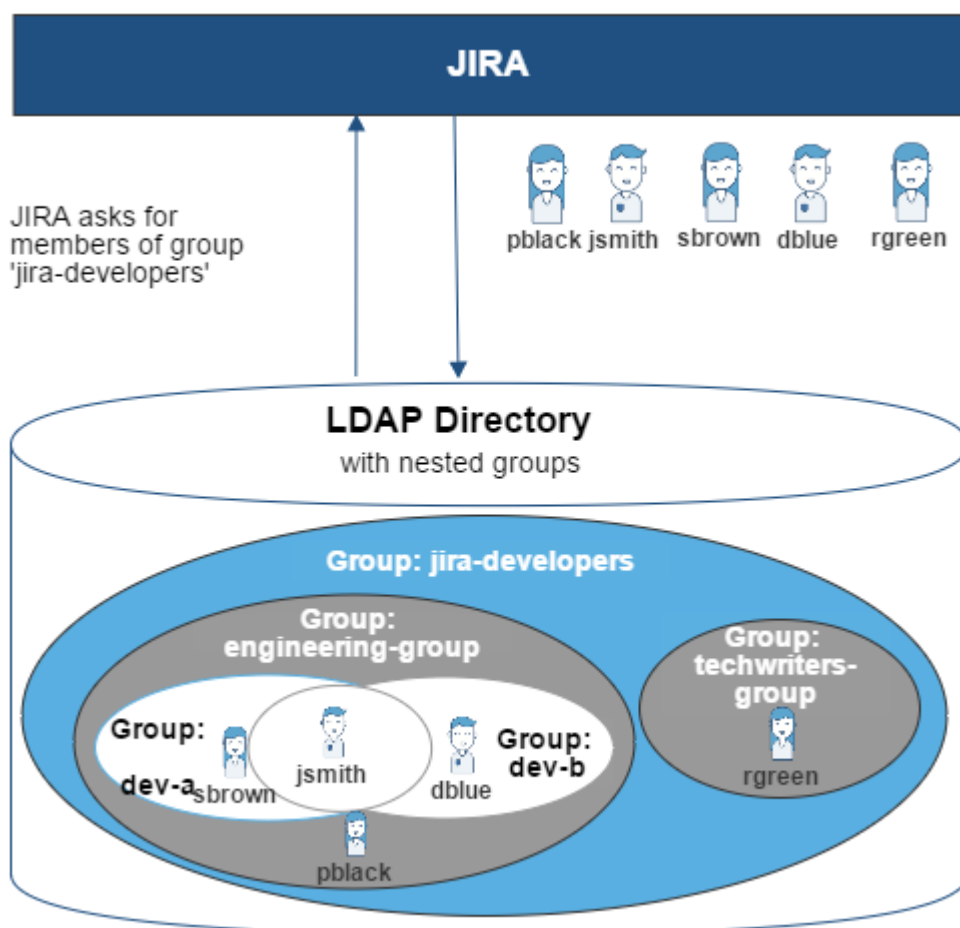 JIRA
JIRA asks for
members of group
'jira-developers'
pblack
jsmith
sbrown
dblue
rgreen
LDAP Directory
with nested groups
Group: jira-developers
Group:
engineering-group
Group:
techwriters-
group
Group:
dev-a
sbrown
jsmith
dblue
Group:
dev-b
rgreen
pblack